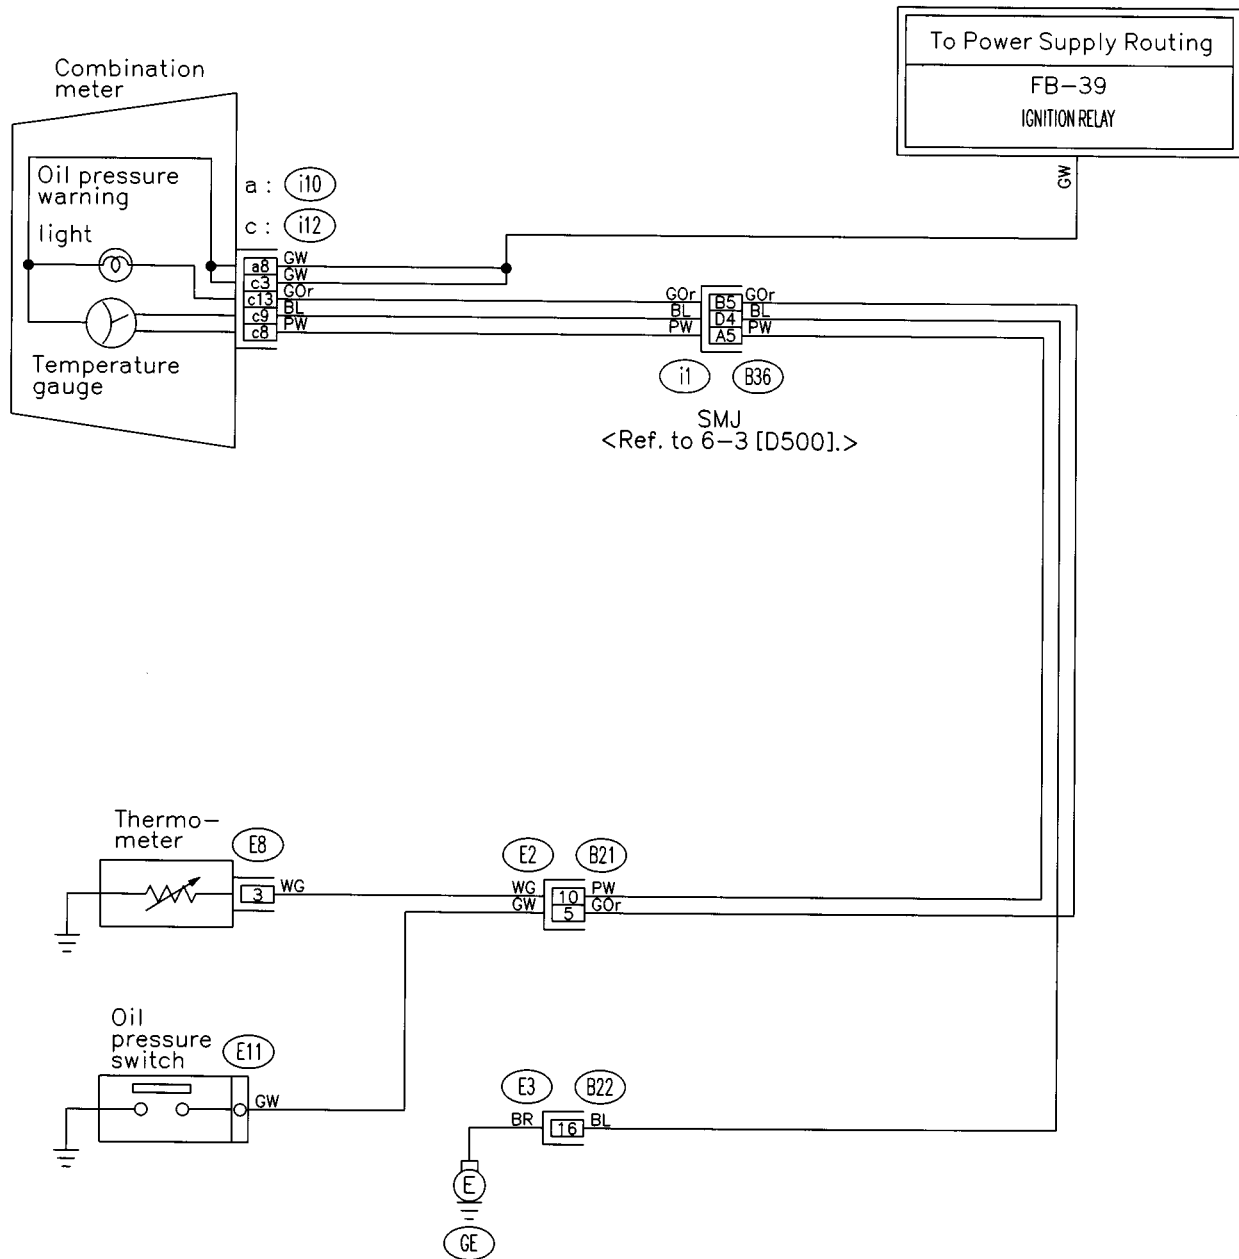 To Power Supply Routing
FB-39
IGNITION RELAY
GW
Combination
meter
Oil pressure
warning
light
Temperature
gauge
a : i10
c : i12
a8 GW
c3 GW
c13 GOr
c9 BL
c8 PW
GOr B5 GOr
BL D4 BL
PW A5 PW
i1 B36
SMJ
<Ref. to 6-3 [D500].>
Thermo-
meter
E8
3 WG
E2 B21
WG 10 PW
GW 5 GOr
Oil
pressure
switch
E11
GW
E3 B22
BR 16 BL
E
GE